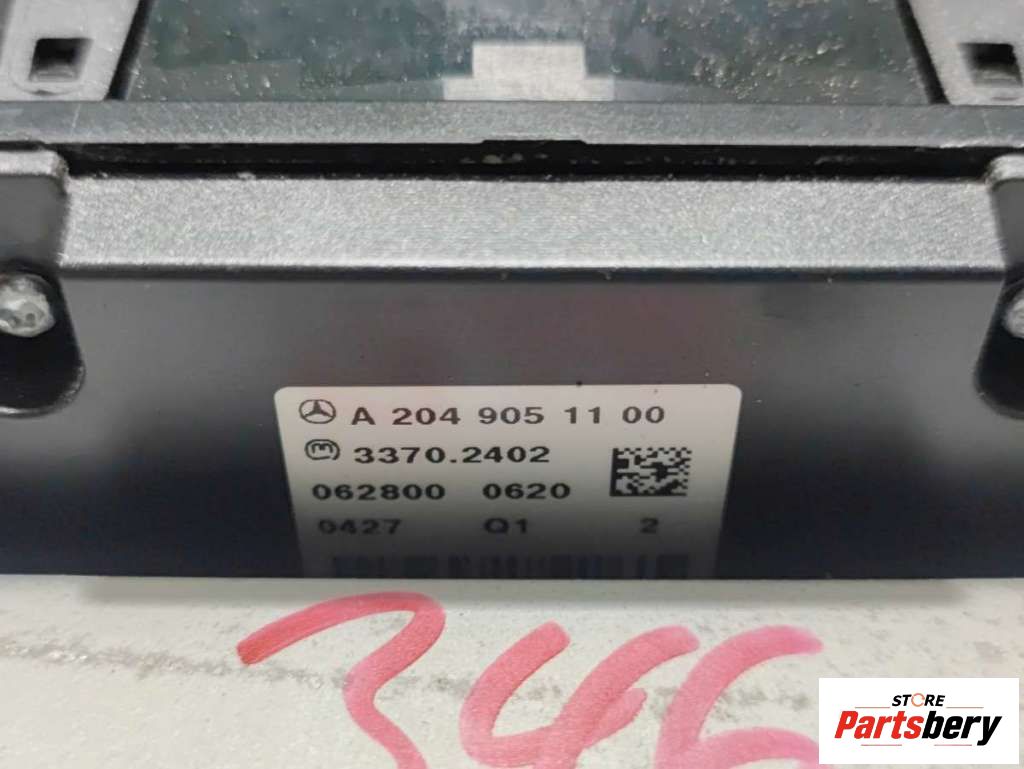 A 204 905 11 00
3370.2402
062800 0620
0427 Q1 2
346
STORE
Partsbery